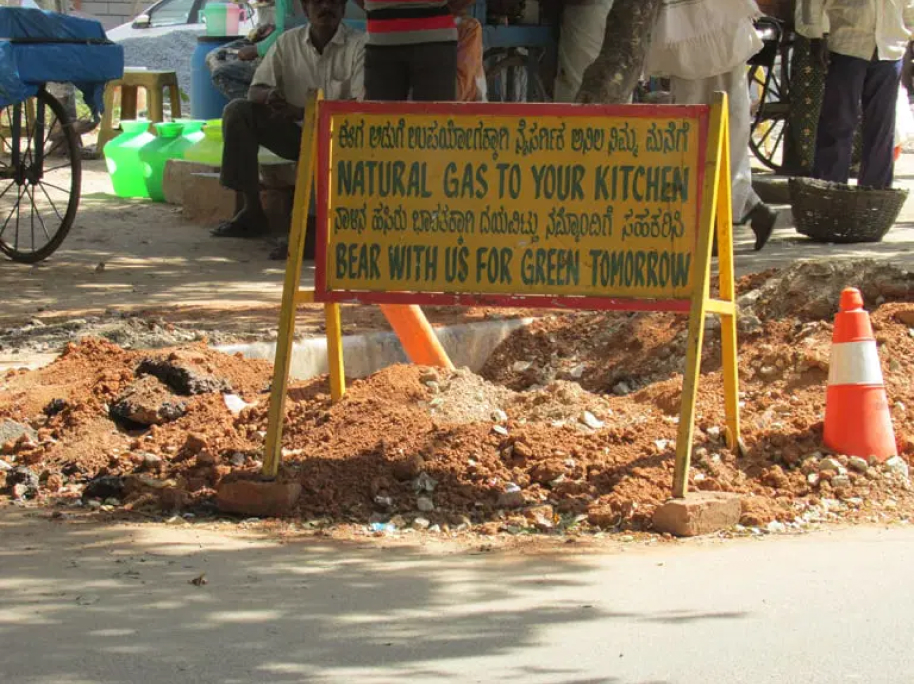 ಈಗ ಅಡುಗೆ ಉಪಯೋಗಕ್ಕಾಗಿ ನೈಸರ್ಗಿಕ ಅನಿಲ ನಿಮ್ಮ ಮನೆಗೆ
NATURAL GAS TO YOUR KITCHEN
ನಾಳಿನ ಹಸಿರು ಭಾರತಕ್ಕಾಗಿ ದಯವಿಟ್ಟು ನಮ್ಮೊಂದಿಗೆ ಸಹಕರಿಸಿ
BEAR WITH US FOR GREEN TOMORROW